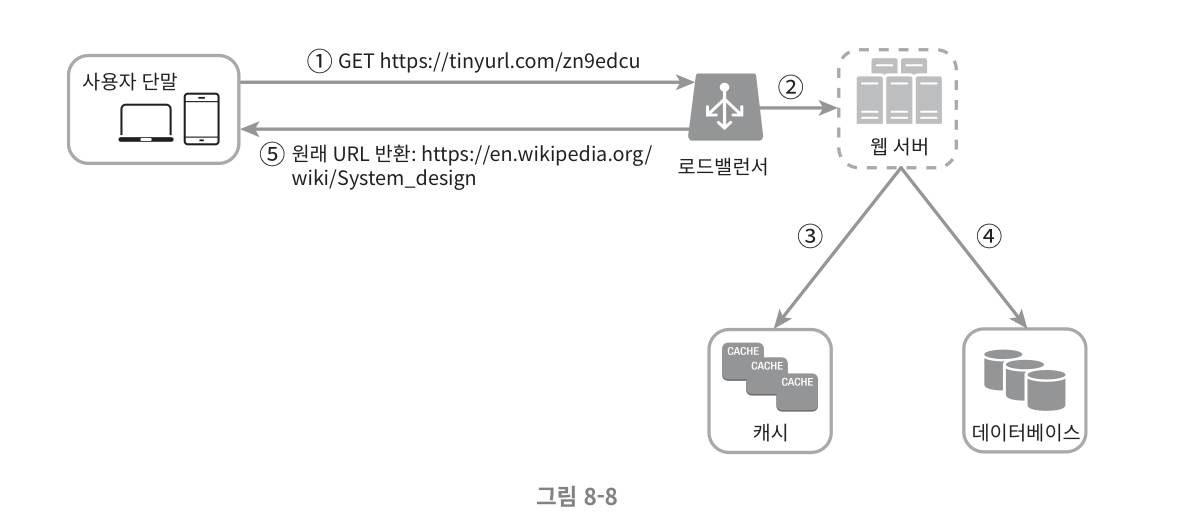 ① GET https://tinyurl.com/zn9edcu
사용자 단말
②
웹 서버
⑤ 원래 URL 반환: https://en.wikipedia.org/
wiki/System_design
로드밸런서
③
④
CACHE
CACHE
CACHE
캐시
데이터베이스
그림 8-8